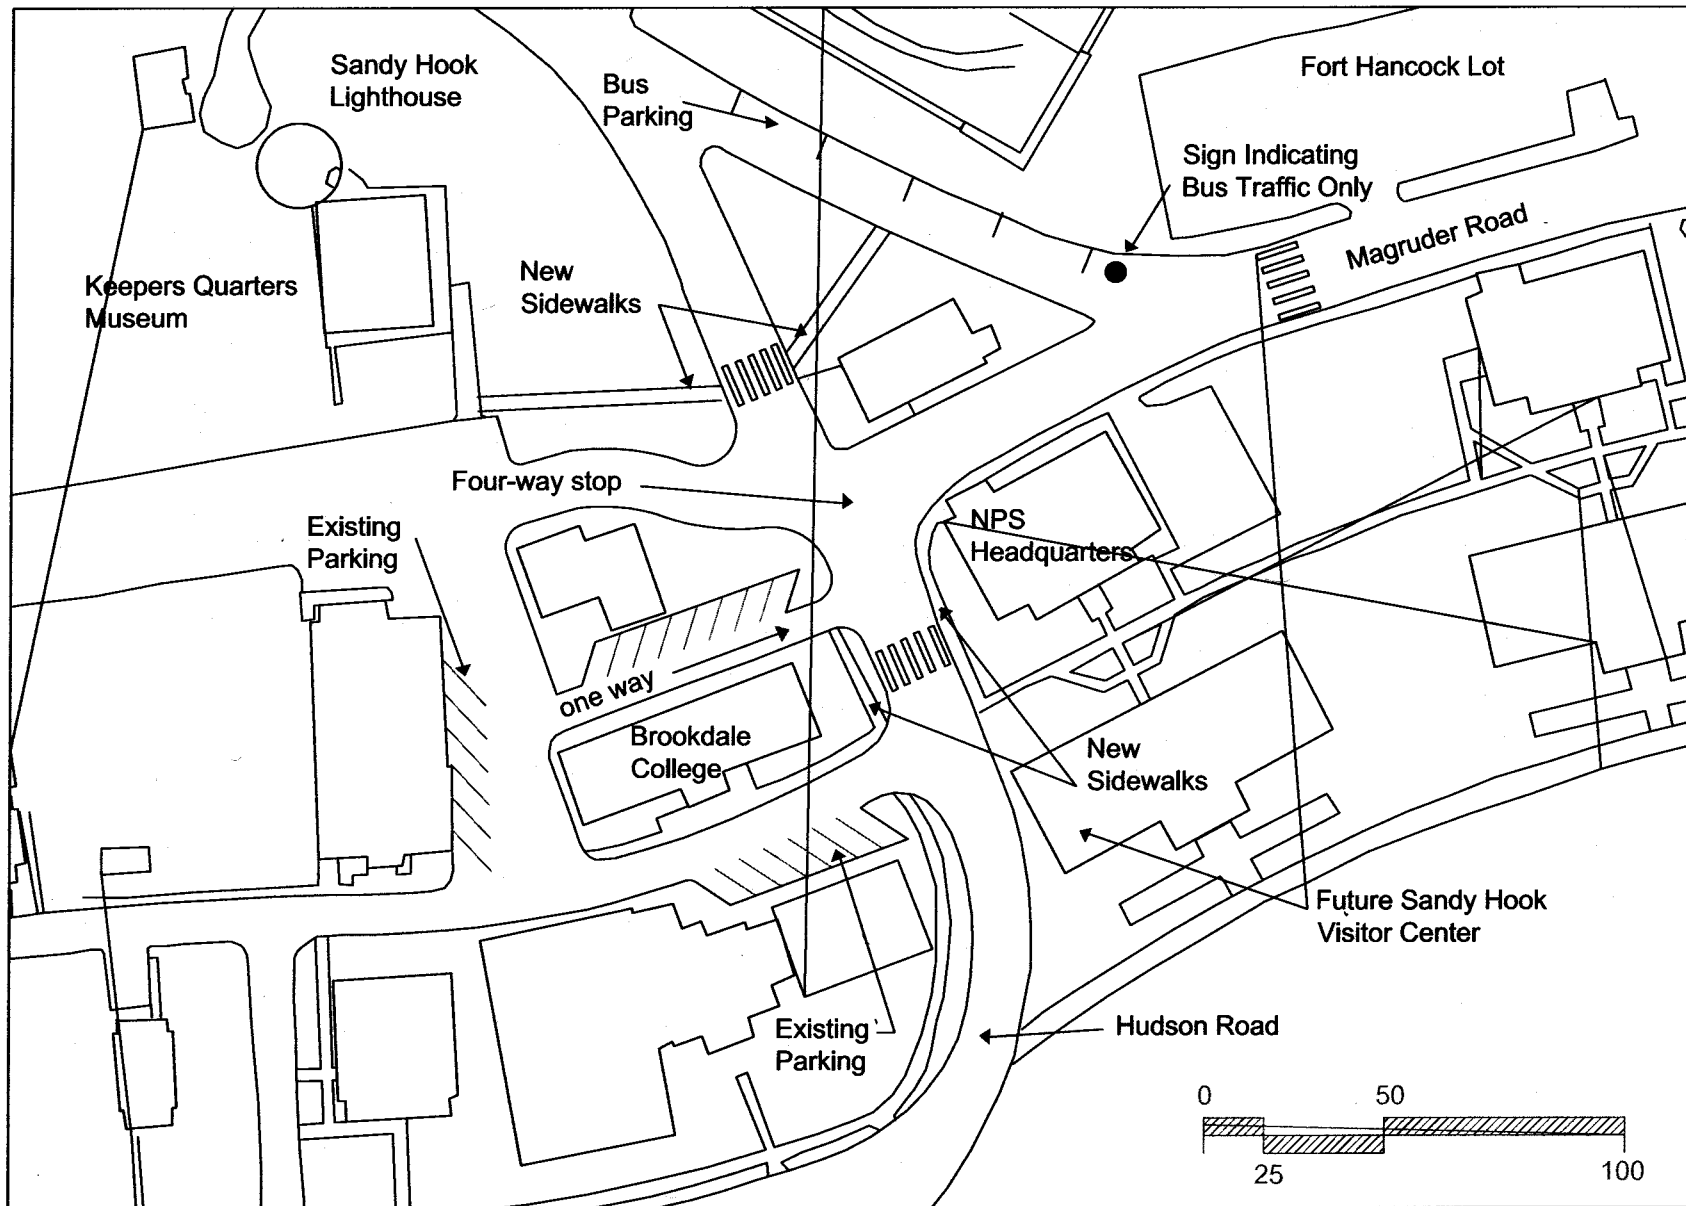 Sandy Hook
Lighthouse
Bus
Parking
Fort Hancock Lot
Sign Indicating
Bus Traffic Only
Magruder Road
Keepers Quarters
Museum
New
Sidewalks
Four-way stop
Existing
Parking
NPS
Headquarters
one way
Brookdale
College
New
Sidewalks
Future Sandy Hook
Visitor Center
Existing
Parking
Hudson Road
0
50
25
100